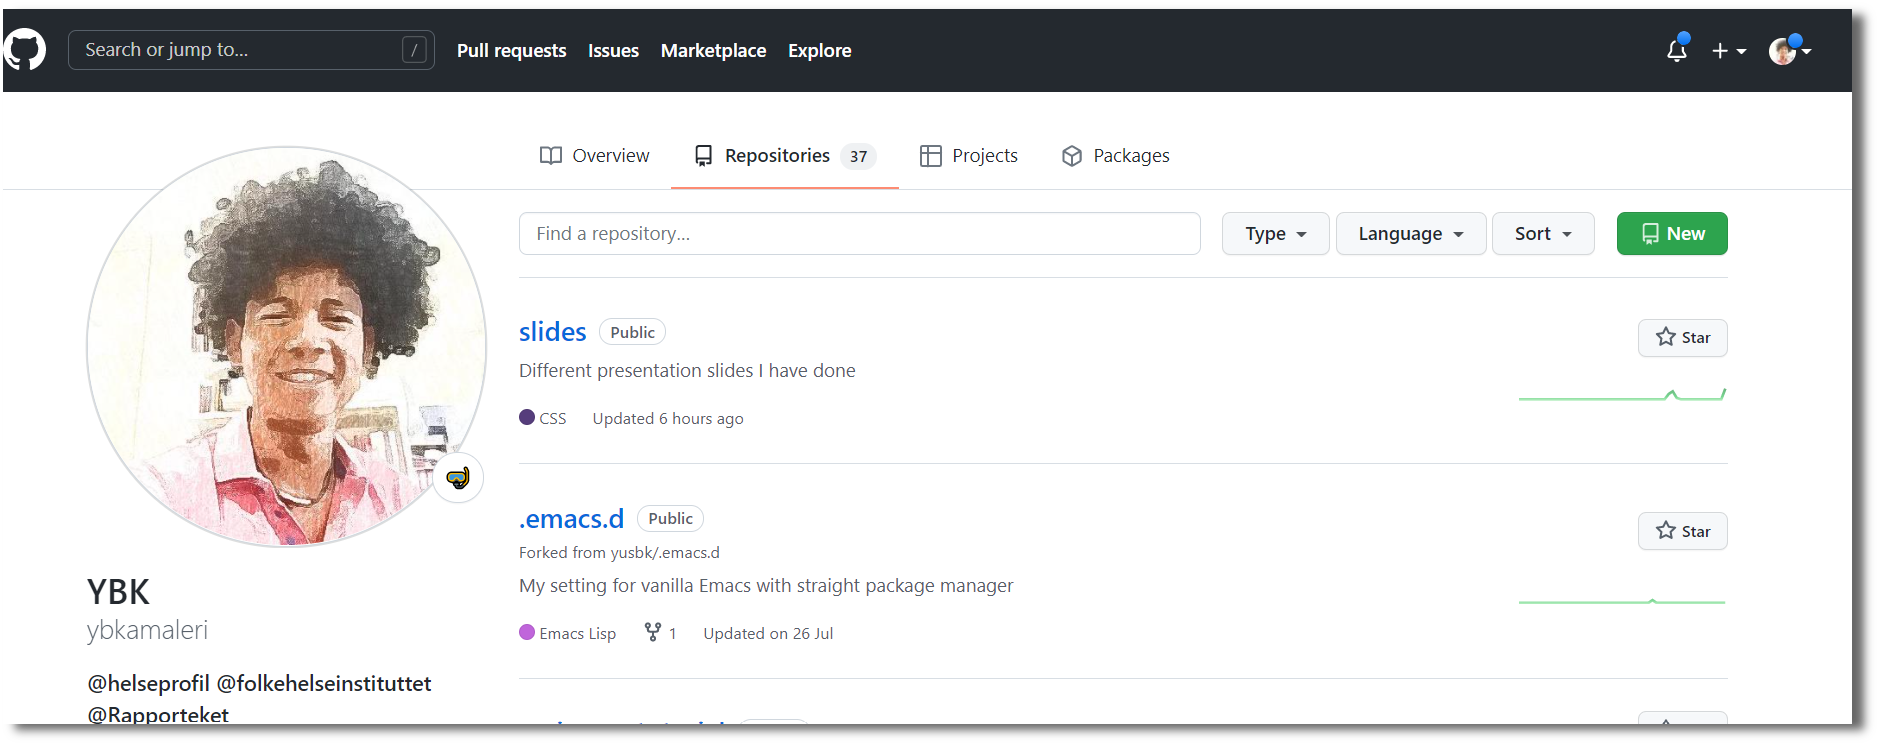 Search or jump to... /
Pull requests Issues Marketplace Explore
Overview Repositories 37 Projects Packages
Find a repository... Type Language Sort New
slides Public
Star
Different presentation slides I have done
CSS Updated 6 hours ago
.emacs.d Public
Star
Forked from yusbk/.emacs.d
My setting for vanilla Emacs with straight package manager
Emacs Lisp 1 Updated on 26 Jul
YBK
ybkamaleri
@helseprofil @folkehelseinstituttet
@Rapporteket